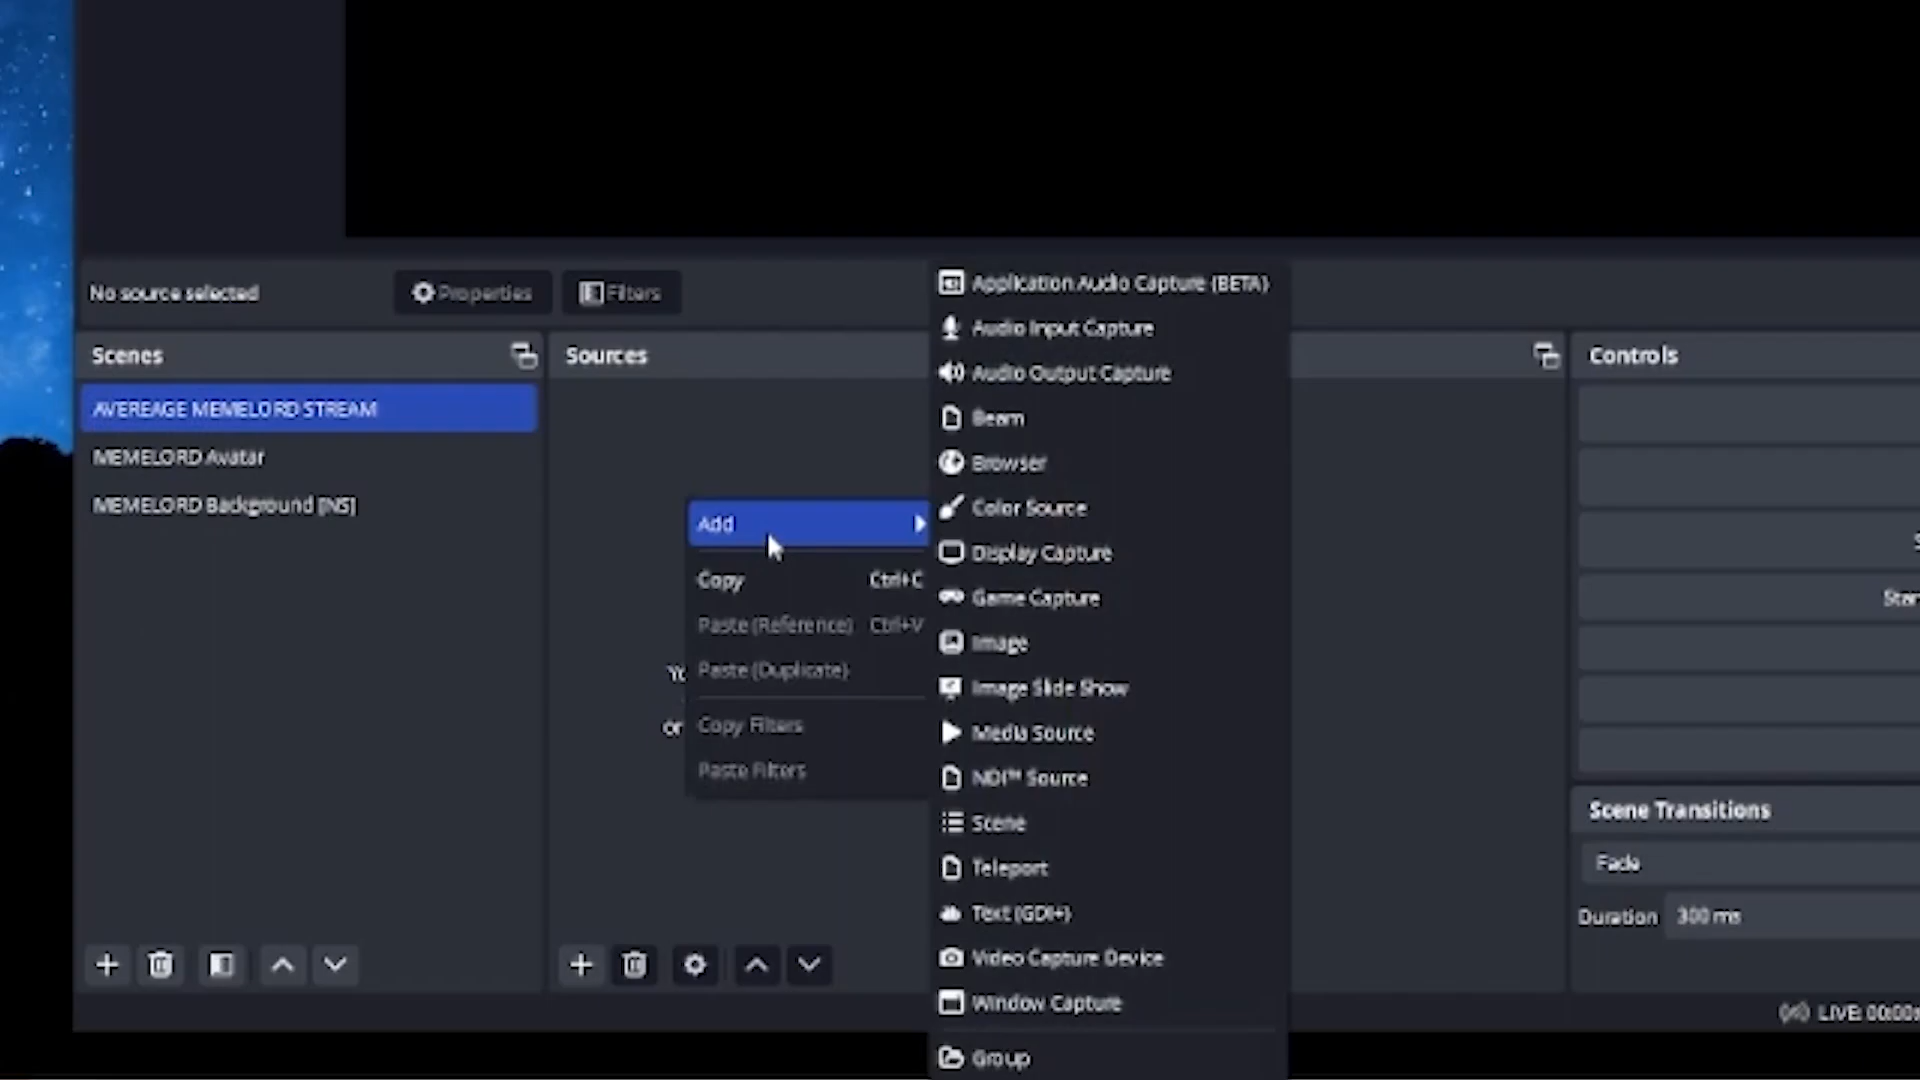 No source selected
Properties
Filters
Scenes
AVEREAGE MEMELORD STREAM
MEMELORD Avatar
MEMELORD Background [NS]
Sources
Add
Copy Ctrl+C
Paste (Reference) Ctrl+V
Paste (Duplicate)
Copy Filters
Paste Filters
or
Application Audio Capture (BETA)
Audio Input Capture
Audio Output Capture
Beam
Browser
Color Source
Display Capture
Game Capture
Image
Image Slide Show
Media Source
NDI™ Source
Scene
Teleport
Text (GDI+)
Video Capture Device
Window Capture
Group
Controls
Scene Transitions
Fade
Duration 300 ms
LIVE: 00:00: